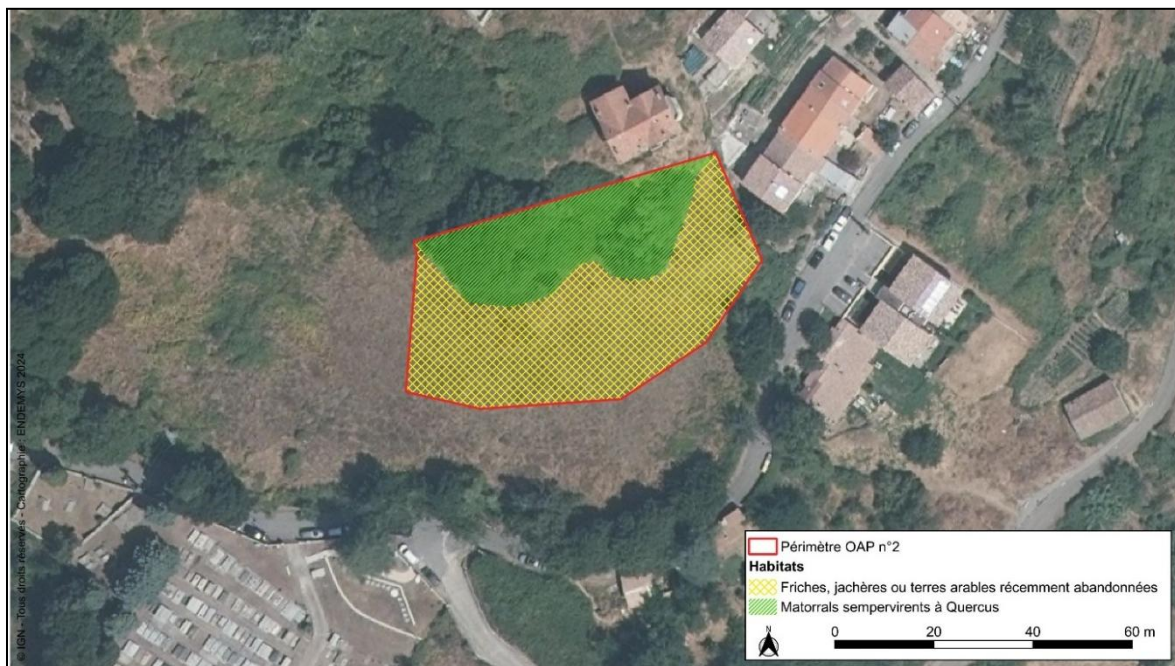 © IGN - Tous droits réservés - Cartographie : ENDEMYS 2024
Périmètre OAP n°2
Habitats
Friches, jachères ou terres arables récemment abandonnées
Matorrals sempervirents à Quercus
N
0 20 40 60 m